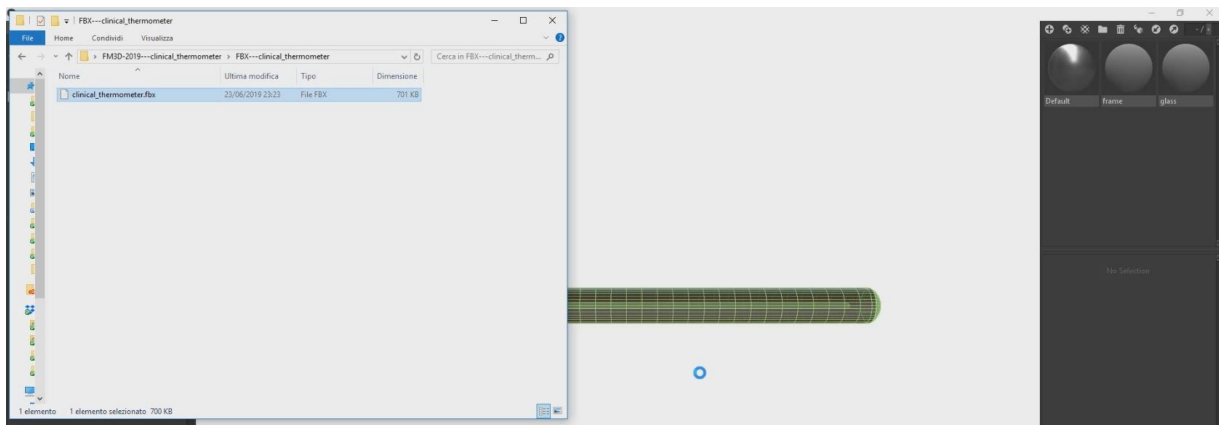 FBX---clinical_thermometer
File Home Condividi Visualizza
FM3D-2019---clinical_thermometer > FBX---clinical_thermometer
Cerca in FBX---clinical_therm...
Nome Ultima modifica Tipo Dimensione
clinical_thermometer.fbx 23/06/2019 23:23 File FBX 701 KB
Default frame glass
No Selection
1 elemento 1 elemento selezionato 700 KB